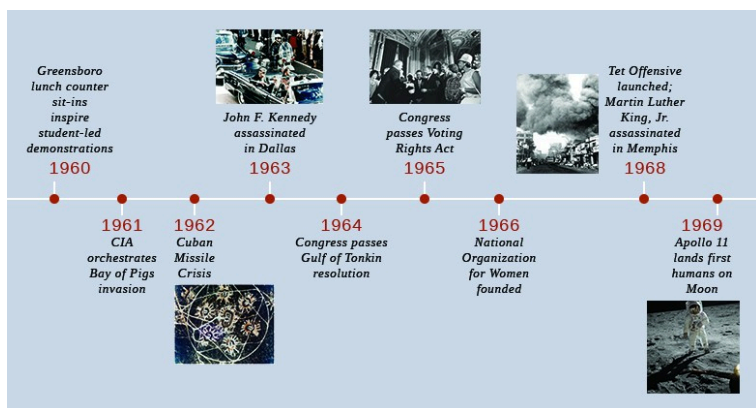 Greensboro
lunch counter
sit-ins
inspire
student-led
demonstrations
1960
1961
CIA
orchestrates
Bay of Pigs
invasion
1962
Cuban
Missile
Crisis
John F. Kennedy
assassinated
in Dallas
1963
1964
Congress passes
Gulf of Tonkin
resolution
Congress
passes Voting
Rights Act
1965
1966
National
Organization
for Women
founded
Tet Offensive
launched;
Martin Luther
King, Jr.
assassinated
in Memphis
1968
1969
Apollo 11
lands first
humans on
Moon